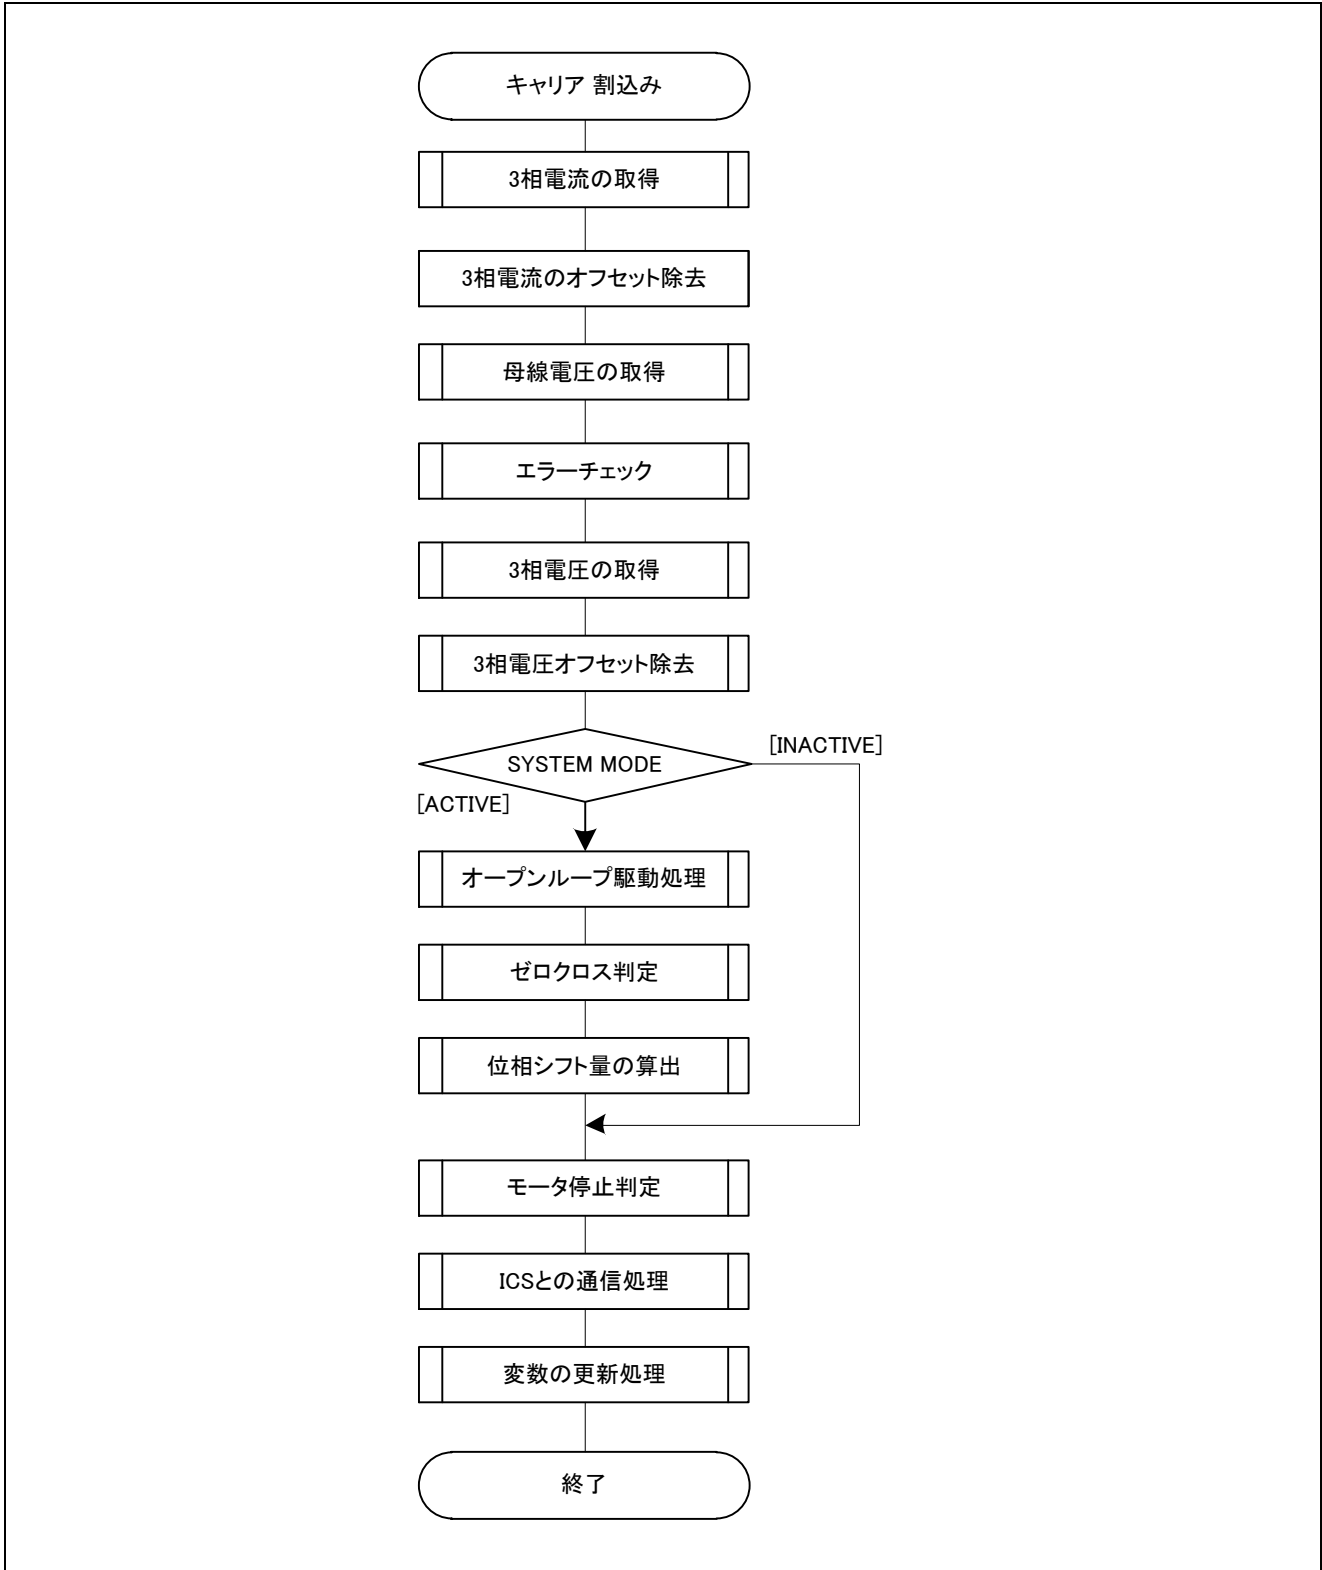 キャリア 割込み
3相電流の取得
3相電流のオフセット除去
母線電圧の取得
エラーチェック
3相電圧の取得
3相電圧オフセット除去
SYSTEM MODE
[INACTIVE]
[ACTIVE]
オープンループ駆動処理
ゼロクロス判定
位相シフト量の算出
モータ停止判定
ICSとの通信処理
変数の更新処理
終了